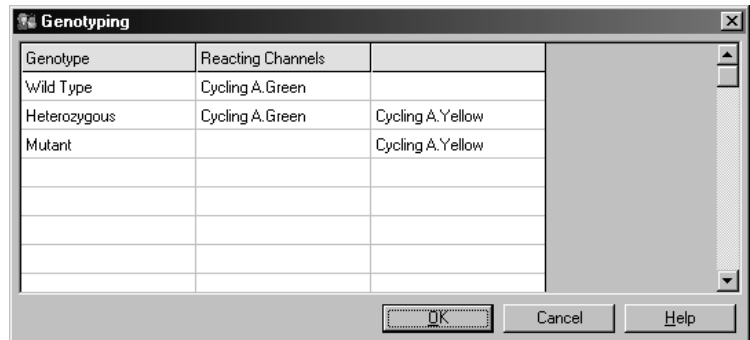 Genotyping
Genotype Reacting Channels
Wild Type Cycling A.Green
Heterozygous Cycling A.Green Cycling A.Yellow
Mutant Cycling A.Yellow
OK Cancel Help